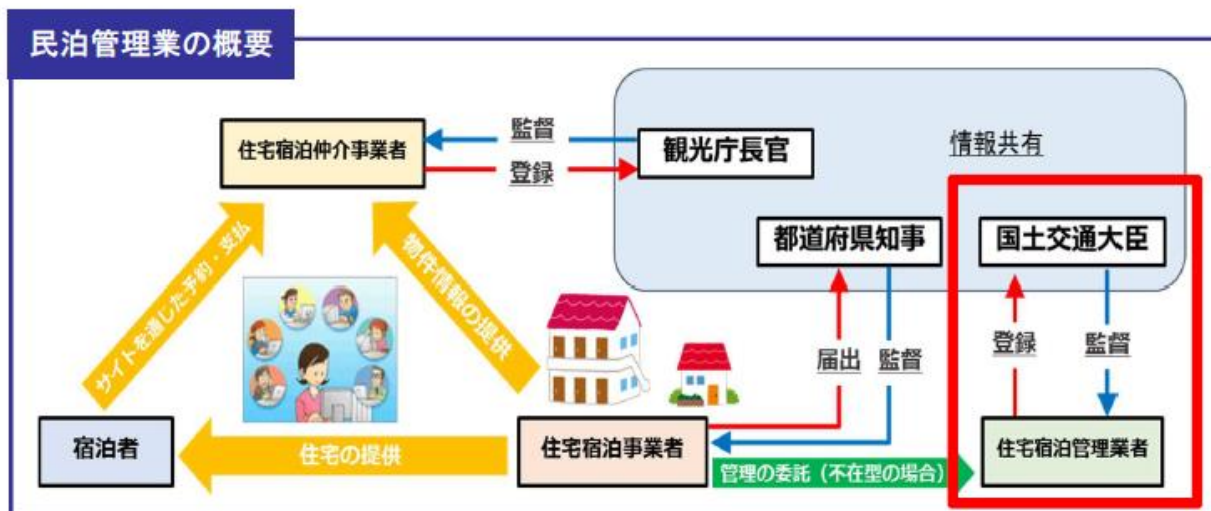 民泊管理業の概要
住宅宿泊仲介事業者
監督
登録
観光庁長官
情報共有
都道府県知事
国土交通大臣
サイトを通じた予約・支払
物件情報の提供
届出
監督
登録
監督
宿泊者
住宅の提供
住宅宿泊事業者
管理の委託（不在型の場合）
住宅宿泊管理業者